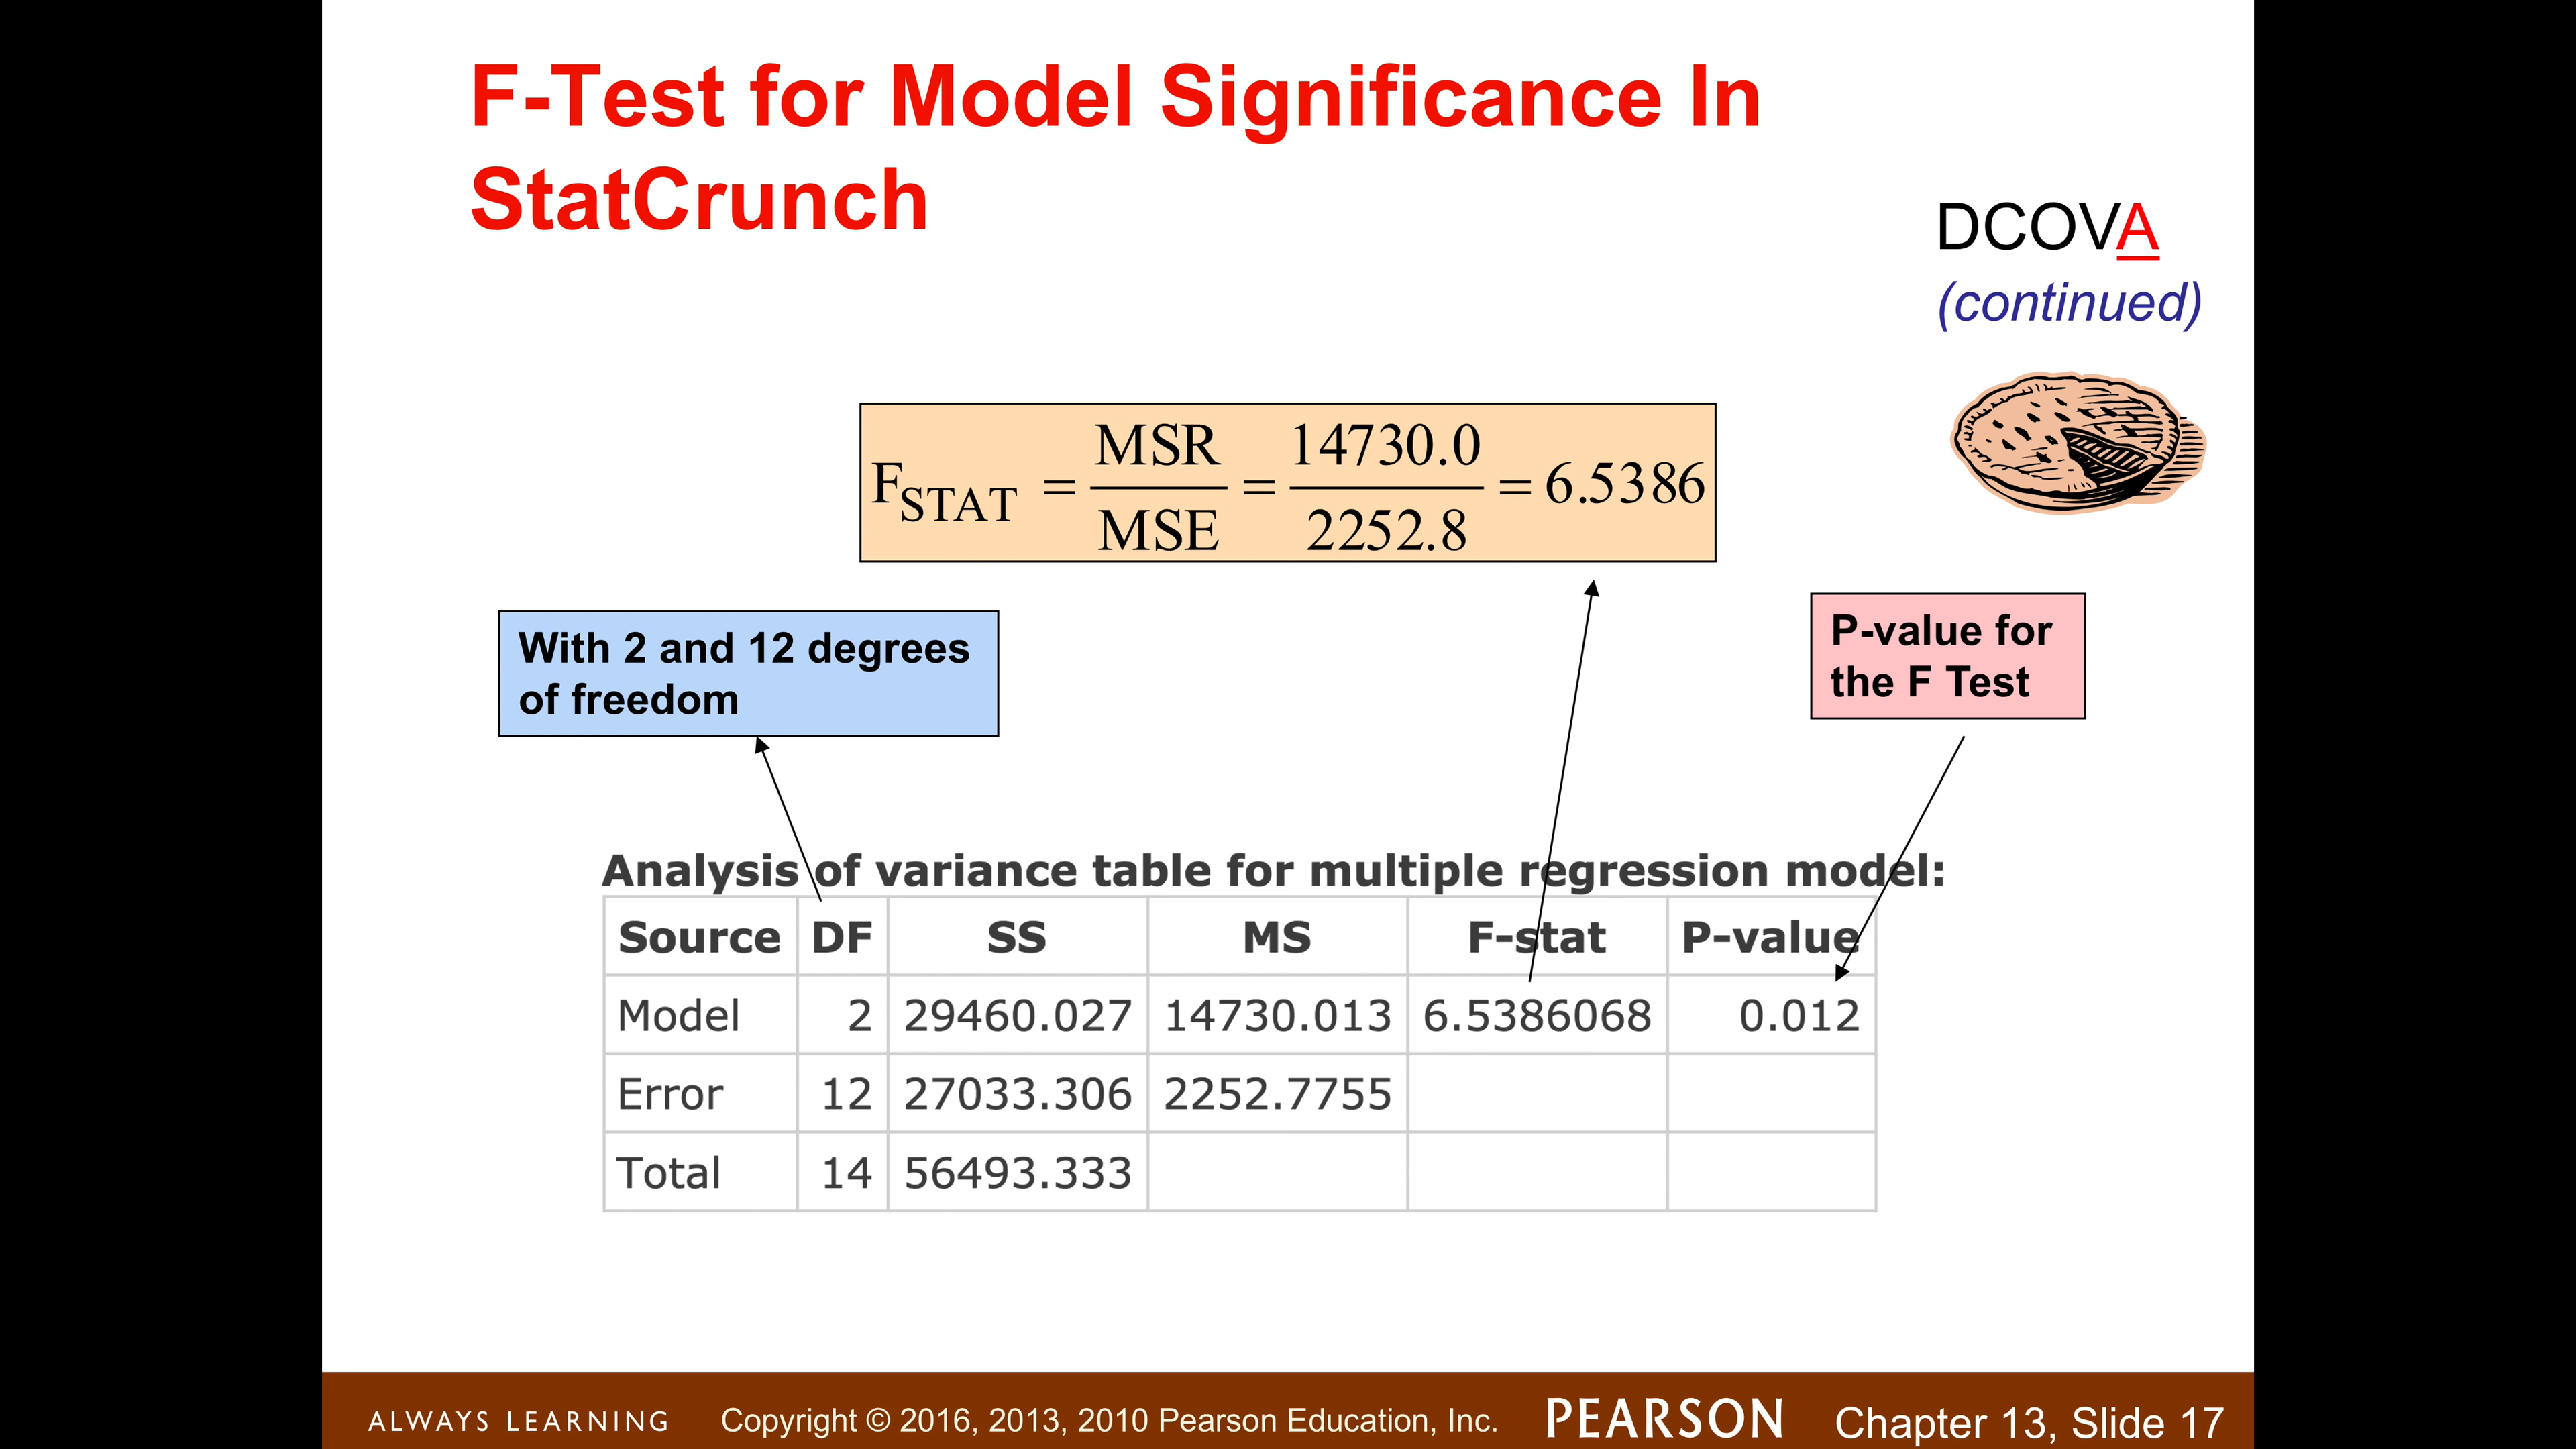 F-Test for Model Significance In
StatCrunch
DCOVA
(continued)
F_STAT = MSR / MSE = 14730.0 / 2252.8 = 6.5386
With 2 and 12 degrees
of freedom
P-value for
the F Test
Analysis of variance table for multiple regression model:
Source DF SS MS F-stat P-value
Model 2 29460.027 14730.013 6.5386068 0.012
Error 12 27033.306 2252.7755
Total 14 56493.333
ALWAYS LEARNING Copyright © 2016, 2013, 2010 Pearson Education, Inc. PEARSON Chapter 13, Slide 17